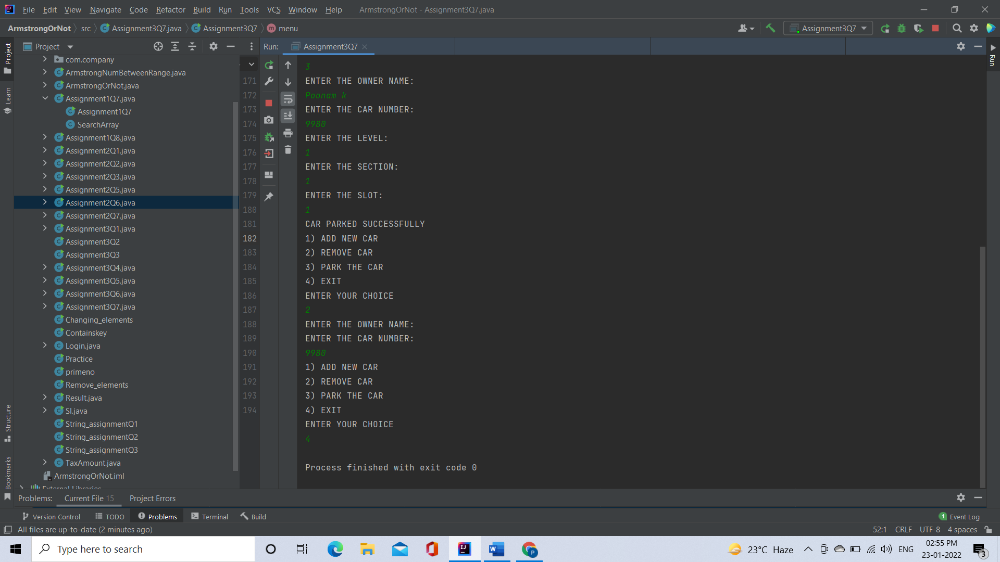 File Edit View Navigate Code Refactor Build Run Tools VCS Window Help ArmstrongOrNot - Assignment3Q7.java
ArmstrongOrNot src Assignment3Q7.java Assignment3Q7 menu Assignment3Q7
Project
Run: Assignment3Q7
Project
Learn
Structure
Bookmarks
Run
com.company
ArmstrongNumBetweenRange.java
ArmstrongOrNot.java
Assignment1Q7.java
Assignment1Q7
SearchArray
Assignment1Q8.java
Assignment2Q1.java
Assignment2Q2.java
Assignment2Q3.java
Assignment2Q5.java
Assignment2Q6.java
Assignment2Q7.java
Assignment3Q1.java
Assignment3Q2
Assignment3Q3
Assignment3Q4.java
Assignment3Q5.java
Assignment3Q6.java
Assignment3Q7.java
Changing_elements
Containskey
Login.java
Practice
primeno
Remove_elements
Result.java
SI.java
String_assignmentQ1
String_assignmentQ2
String_assignmentQ3
TaxAmount.java
ArmstrongOrNot.iml
External Libraries
171
172
173
174
175
176
177
178
179
180
181
182
183
184
185
186
187
188
189
190
191
192
193
194
3
ENTER THE OWNER NAME:
Poonam k
ENTER THE CAR NUMBER:
9980
ENTER THE LEVEL:
1
ENTER THE SECTION:
1
ENTER THE SLOT:
1
CAR PARKED SUCCESSFULLY
1) ADD NEW CAR
2) REMOVE CAR
3) PARK THE CAR
4) EXIT
ENTER YOUR CHOICE
2
ENTER THE OWNER NAME:
ENTER THE CAR NUMBER:
9980
1) ADD NEW CAR
2) REMOVE CAR
3) PARK THE CAR
4) EXIT
ENTER YOUR CHOICE
4
Process finished with exit code 0
Problems: Current File 15 Project Errors
Version Control TODO Problems Terminal Build 1 Event Log
All files are up-to-date (2 minutes ago) 52:1 CRLF UTF-8 4 spaces
Type here to search 23°C Haze ENG
02:55 PM
23-01-2022
3